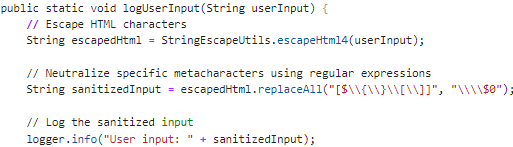 public static void logUserInput(String userInput) {
// Escape HTML characters
String escapedHtml = StringEscapeUtils.escapeHtml4(userInput);
// Neutralize specific metacharacters using regular expressions
String sanitizedInput = escapedHtml.replaceAll("[$\\{\\}\\[\\]]", "\\\\$0");
// Log the sanitized input
logger.info("User input: " + sanitizedInput);